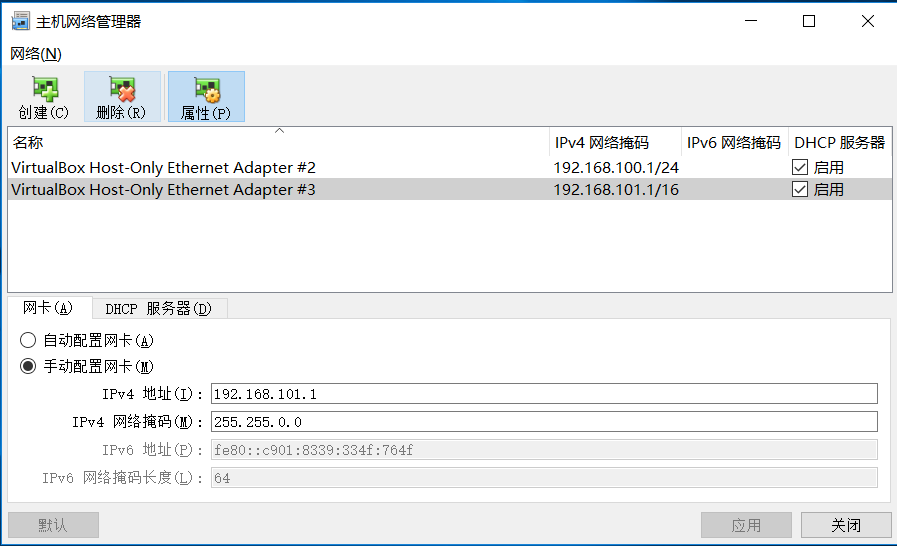 主机网络管理器
网络(N)
创建(C) 删除(R) 属性(P)
名称 IPv4 网络掩码 IPv6 网络掩码 DHCP 服务器
VirtualBox Host-Only Ethernet Adapter #2 192.168.100.1/24 启用
VirtualBox Host-Only Ethernet Adapter #3 192.168.101.1/16 启用
网卡(A) DHCP 服务器(D)
自动配置网卡(A)
手动配置网卡(M)
IPv4 地址(I): 192.168.101.1
IPv4 网络掩码(M): 255.255.0.0
IPv6 地址(P): fe80::c901:8339:334f:764f
IPv6 网络掩码长度(L): 64
默认 应用 关闭